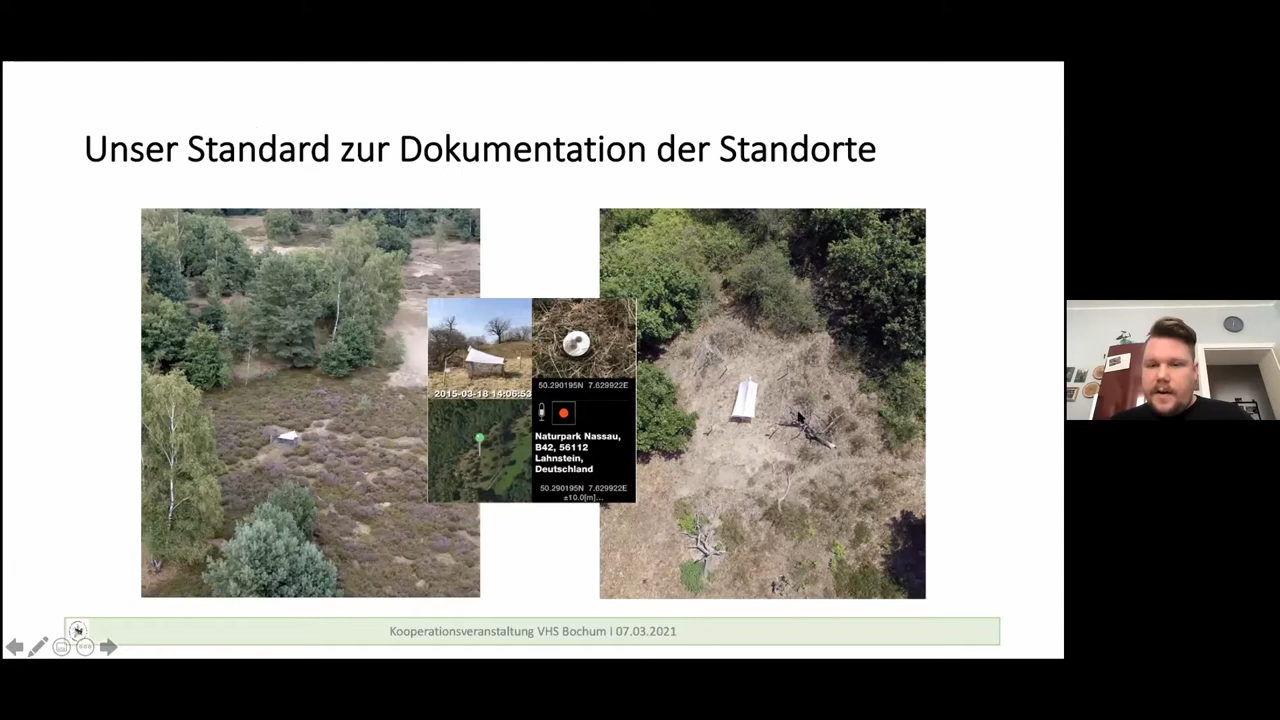 Unser Standard zur Dokumentation der Standorte
2015-03-18 14:06:53
50.290195N 7.629922E
Naturpark Nassau,
B42, 56112
Lahnstein,
Deutschland
50.290195N 7.629922E
±10.0[m]...
Kooperationsveranstaltung VHS Bochum I 07.03.2021